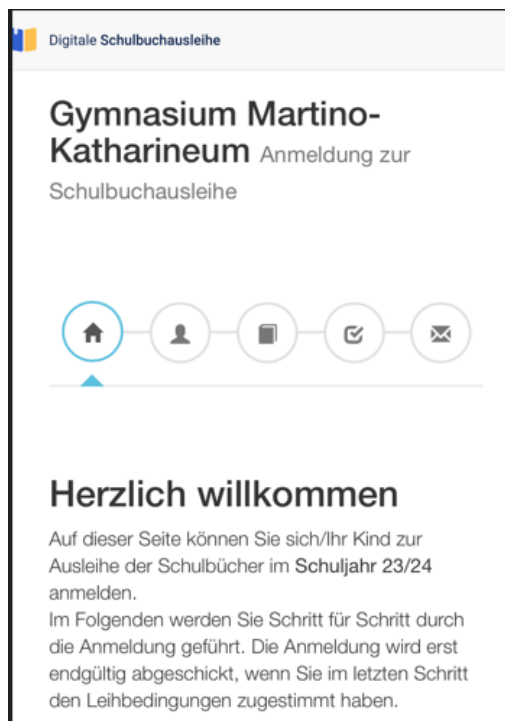 Digitale Schulbuchausleihe
Gymnasium Martino-
Katharineum Anmeldung zur
Schulbuchausleihe
Herzlich willkommen
Auf dieser Seite können Sie sich/Ihr Kind zur
Ausleihe der Schulbücher im Schuljahr 23/24
anmelden.
Im Folgenden werden Sie Schritt für Schritt durch
die Anmeldung geführt. Die Anmeldung wird erst
endgültig abgeschickt, wenn Sie im letzten Schritt
den Leihbedingungen zugestimmt haben.